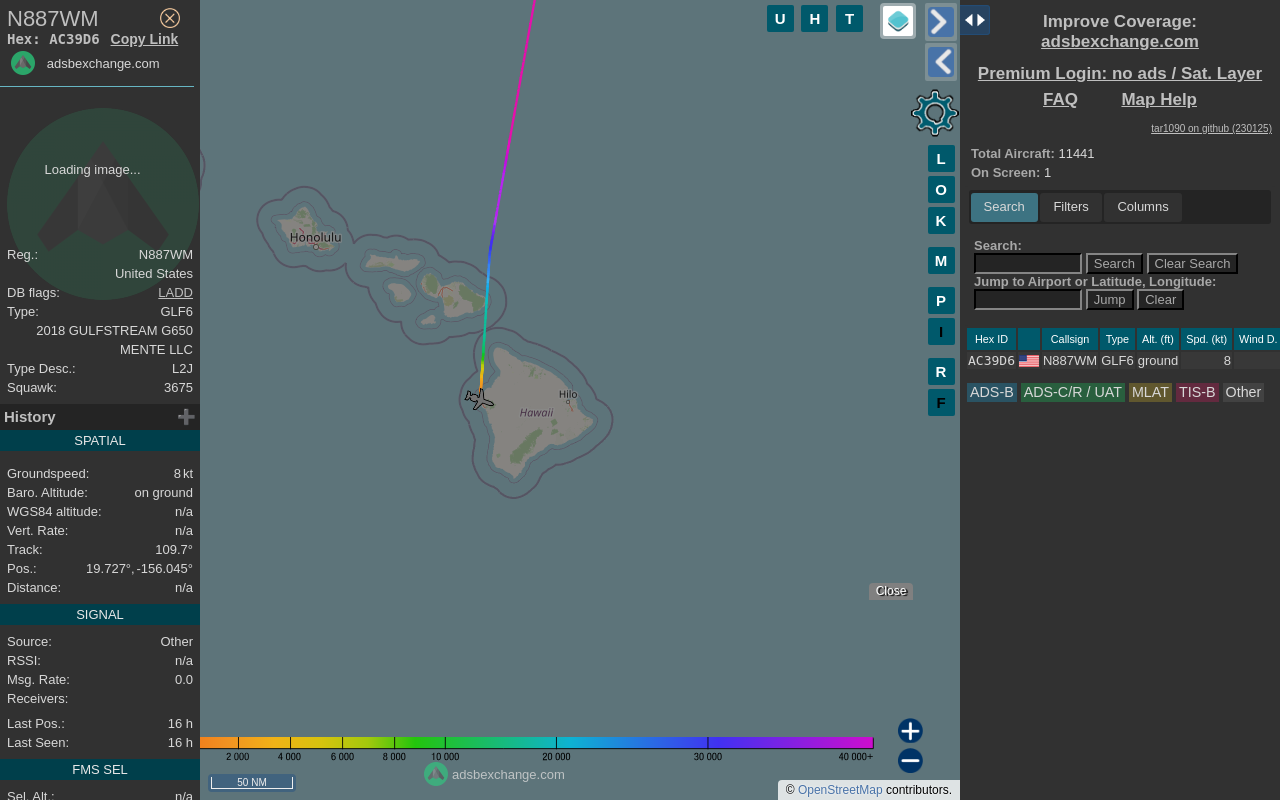 N887WM
Hex: AC39D6 Copy Link
adsbexchange.com
Loading image...
Reg.: N887WM
United States
DB flags: LADD
Type: GLF6
2018 GULFSTREAM G650
MENTE LLC
Type Desc.: L2J
Squawk: 3675
History
SPATIAL
Groundspeed: 8 kt
Baro. Altitude: on ground
WGS84 altitude: n/a
Vert. Rate: n/a
Track: 109.7°
Pos.: 19.727°, -156.045°
Distance: n/a
SIGNAL
Source: Other
RSSI: n/a
Msg. Rate: 0.0
Receivers:
Last Pos.: 16 h
Last Seen: 16 h
FMS SEL
Sel. Alt.: n/a
U H T
L
O
K
M
P
I
R
F
Honolulu
Hilo
Hawaii
Close
2 000 4 000 6 000 8 000 10 000 20 000 30 000 40 000+
50 NM
adsbexchange.com
© OpenStreetMap contributors.
Improve Coverage:
adsbexchange.com
Premium Login: no ads / Sat. Layer
FAQ Map Help
tar1090 on github (230125)
Total Aircraft: 11441
On Screen: 1
Search Filters Columns
Search:
Search Clear Search
Jump to Airport or Latitude, Longitude:
Jump Clear
Hex ID Callsign Type Alt. (ft) Spd. (kt) Wind D.
AC39D6 N887WM GLF6 ground 8
ADS-B ADS-C/R / UAT MLAT TIS-B Other